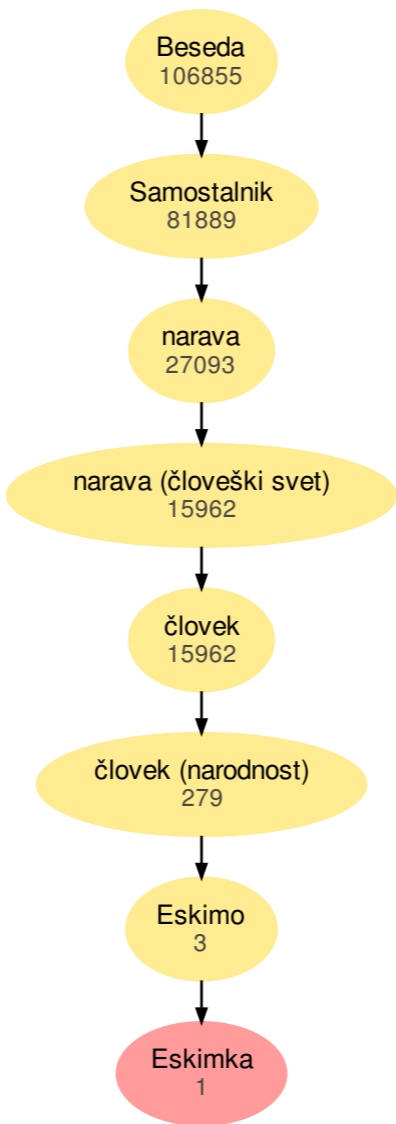 Beseda
106855
Samostalnik
81889
narava
27093
narava (človeški svet)
15962
človek
15962
človek (narodnost)
279
Eskimo
3
Eskimka
1